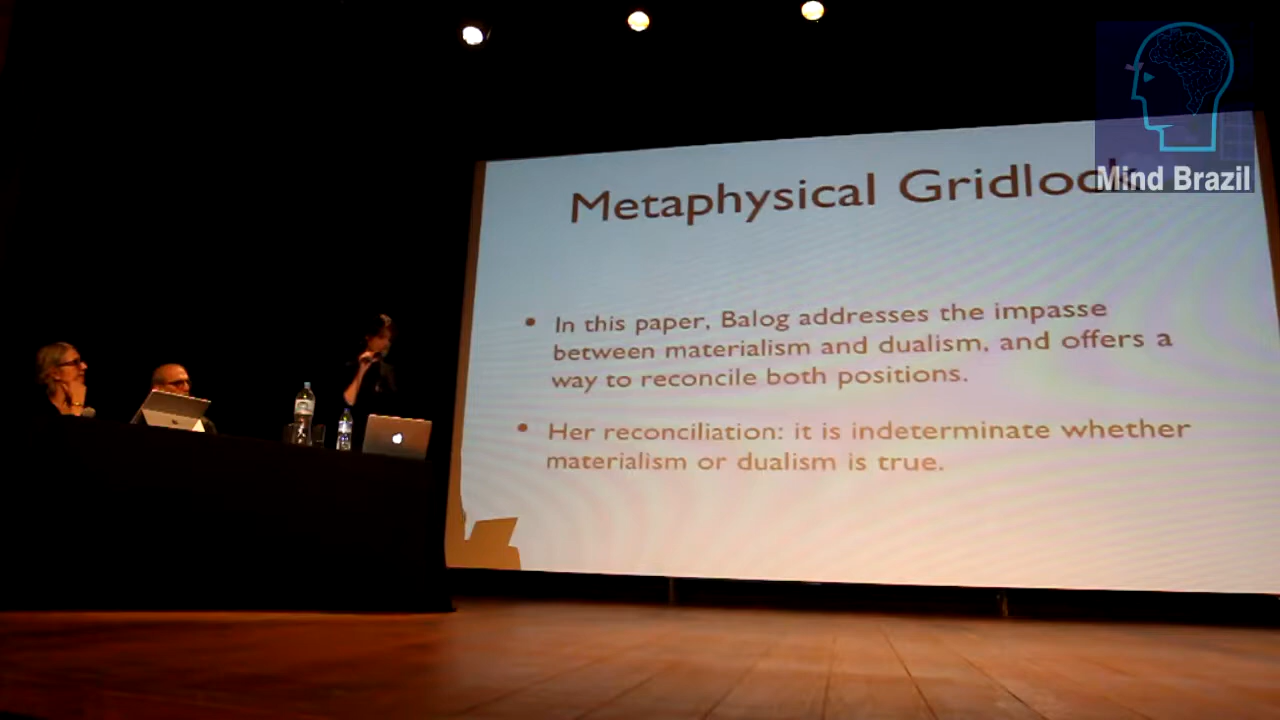 Metaphysical Gridlock
Mind Brazil
• In this paper, Balog addresses the impasse
between materialism and dualism, and offers a
way to reconcile both positions.
• Her reconciliation: it is indeterminate whether
materialism or dualism is true.